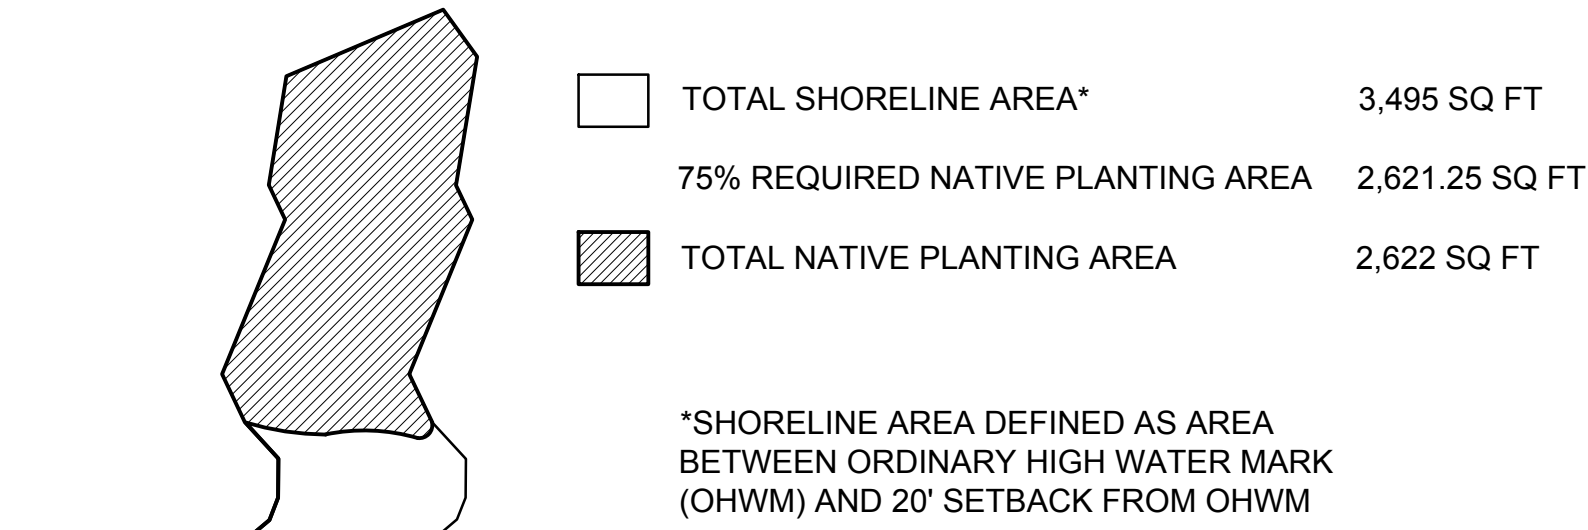 TOTAL SHORELINE AREA* 3,495 SQ FT
75% REQUIRED NATIVE PLANTING AREA 2,621.25 SQ FT
TOTAL NATIVE PLANTING AREA 2,622 SQ FT
*SHORELINE AREA DEFINED AS AREA
BETWEEN ORDINARY HIGH WATER MARK
(OHWM) AND 20' SETBACK FROM OHWM